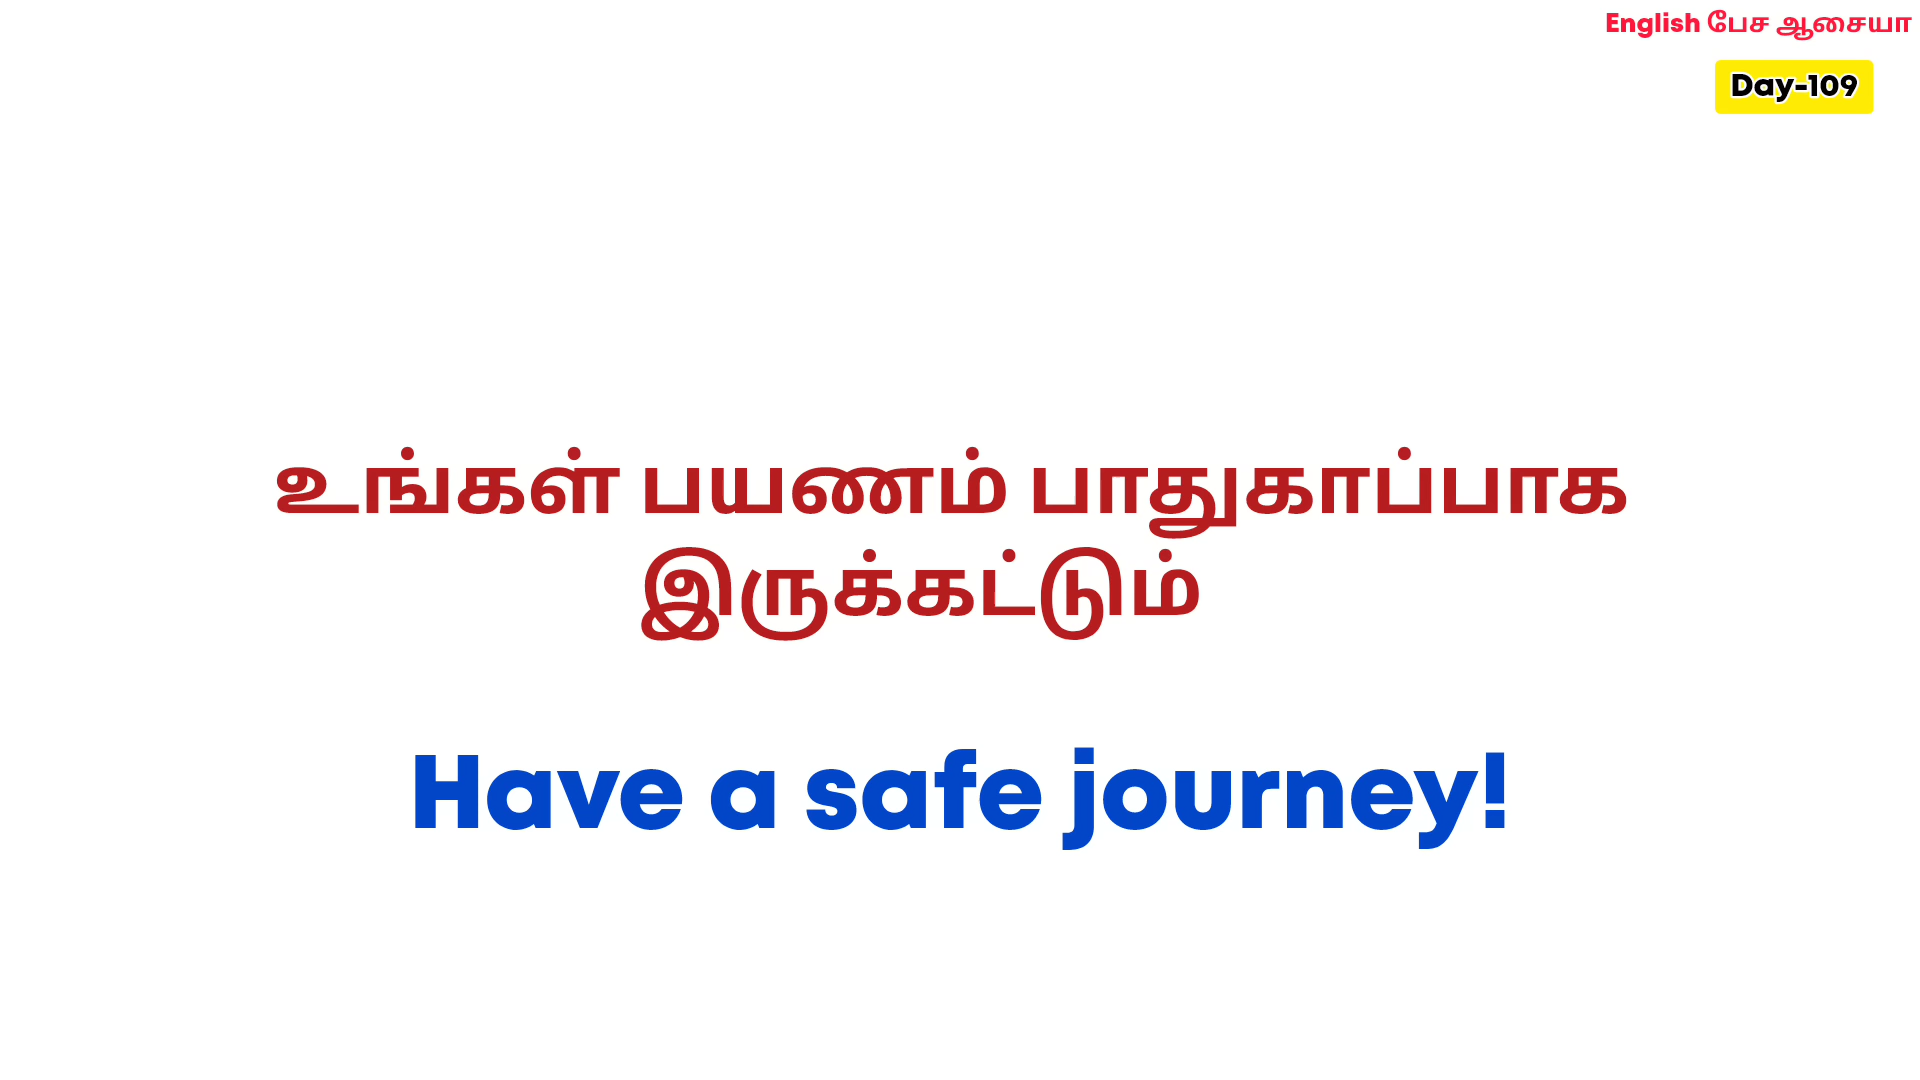 English பேச ஆசையா
Day-109
உங்கள் பயணம் பாதுகாப்பாக
இருக்கட்டும்
Have a safe journey!